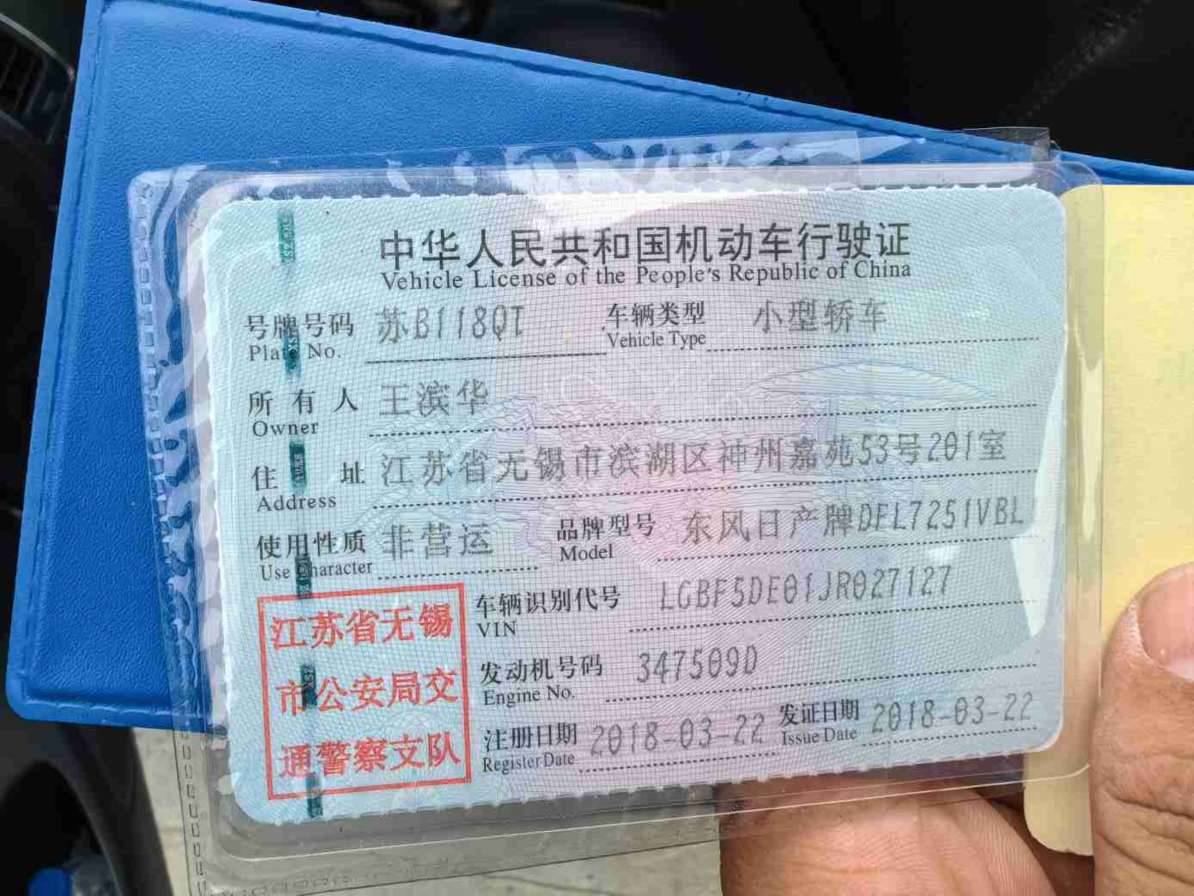 中华人民共和国机动车行驶证
Vehicle License of the People's Republic of China
号牌号码 苏B118QT 车辆类型 小型轿车
Plate No. Vehicle Type
所有人 王滨华
Owner
住址 江苏省无锡市滨湖区神州嘉苑53号201室
Address
使用性质 非营运 品牌型号 东风日产牌DFL7251VBL
Use Character Model
车辆识别代号 LGBF5DE01JR027127
VIN
发动机号码 347509D
Engine No.
注册日期 2018-03-22 发证日期 2018-03-22
Register Date Issue Date
江苏省无锡
市公安局交
通警察支队